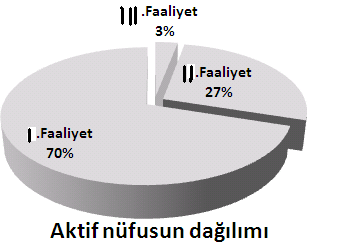 III.Faaliyet
3%
II.Faaliyet
27%
I.Faaliyet
70%
Aktif nüfusun dağılımı